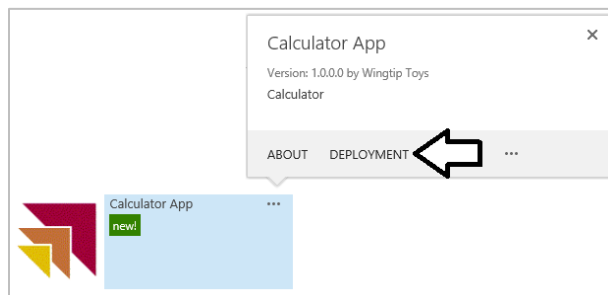 Calculator App
Version: 1.0.0.0 by Wingtip Toys
Calculator
ABOUT DEPLOYMENT ...
Calculator App ...
new!